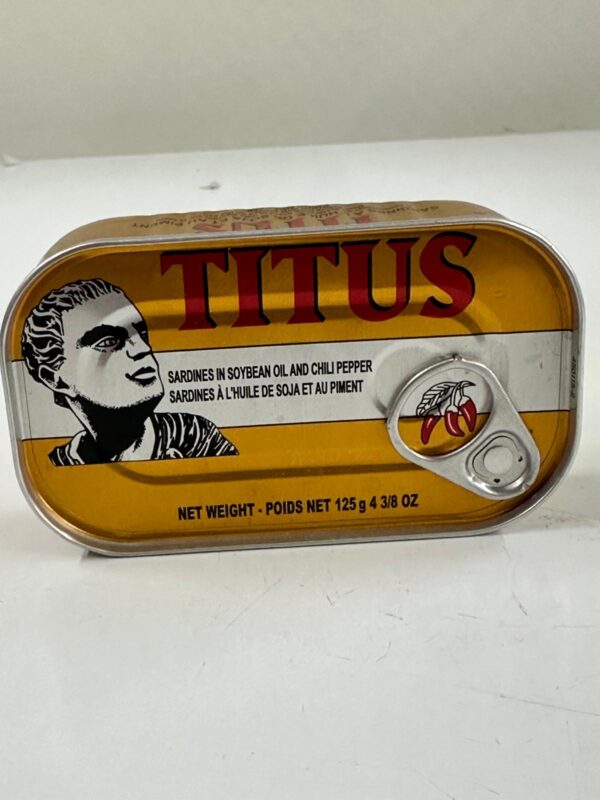 TITUS
SARDINES IN SOYBEAN OIL AND CHILI PEPPER
SARDINES À L'HUILE DE SOJA ET AU PIMENT
NET WEIGHT - POIDS NET 125 g 4 3/8 OZ